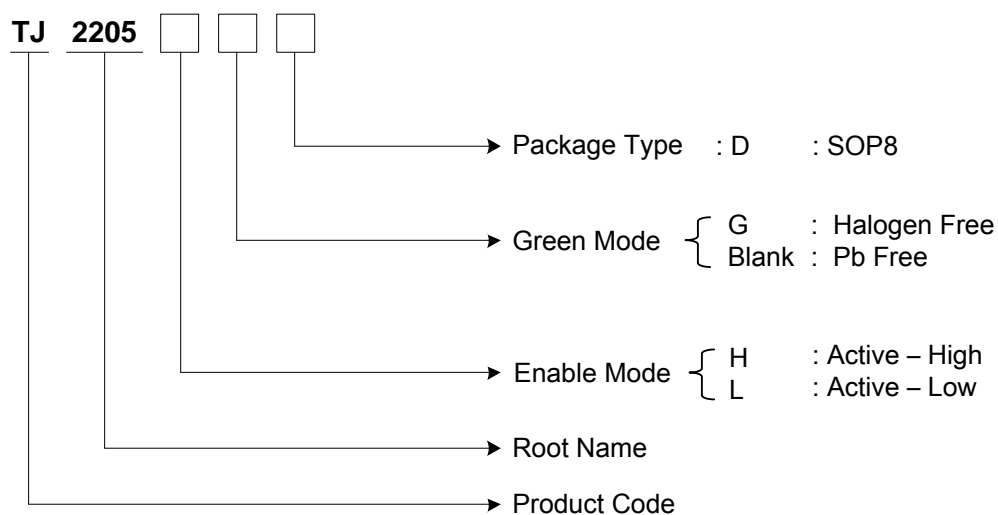 TJ 2205
Package Type : D : SOP8
Green Mode G : Halogen Free
Blank : Pb Free
Enable Mode H : Active – High
L : Active – Low
Root Name
Product Code